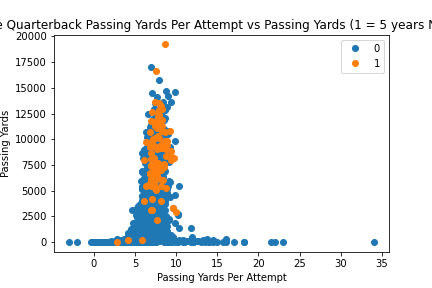 Quarterback Passing Yards Per Attempt vs Passing Yards (1 = 5 years
20000
17500
15000
12500
10000
7500
5000
2500
0
Passing Yards
0
1
0 5 10 15 20 25 30 35
Passing Yards Per Attempt